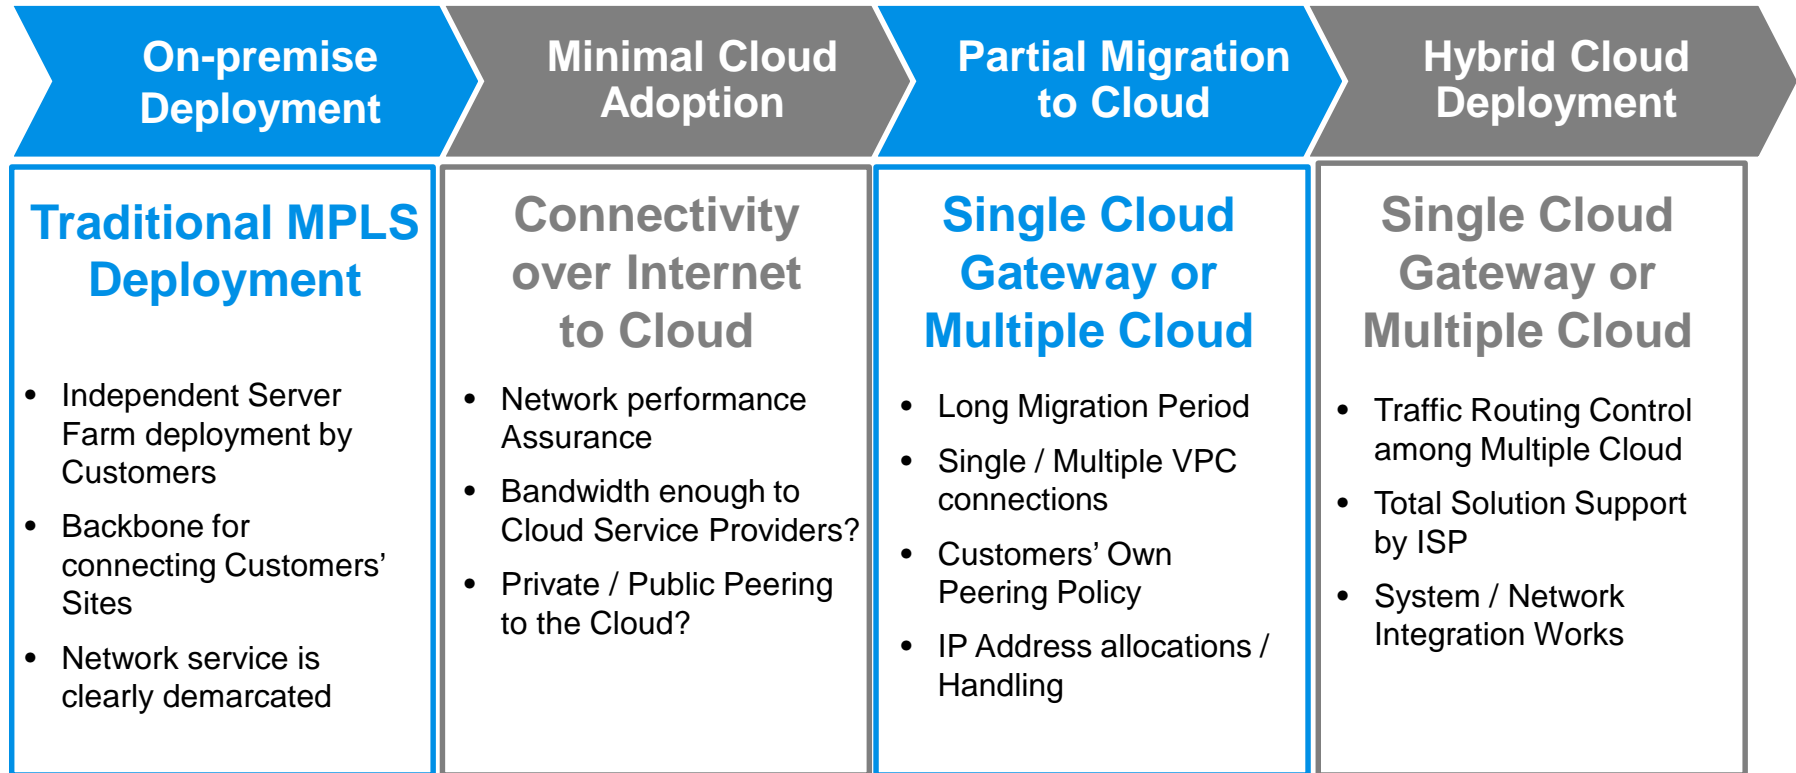 On-premise
Deployment
Minimal Cloud
Adoption
Partial Migration
to Cloud
Hybrid Cloud
Deployment
Traditional MPLS
Deployment
• Independent Server
Farm deployment by
Customers
• Backbone for
connecting Customers’
Sites
• Network service is
clearly demarcated
Connectivity
over Internet
to Cloud
• Network performance
Assurance
• Bandwidth enough to
Cloud Service Providers?
• Private / Public Peering
to the Cloud?
Single Cloud
Gateway or
Multiple Cloud
• Long Migration Period
• Single / Multiple VPC
connections
• Customers’ Own
Peering Policy
• IP Address allocations /
Handling
Single Cloud
Gateway or
Multiple Cloud
• Traffic Routing Control
among Multiple Cloud
• Total Solution Support
by ISP
• System / Network
Integration Works